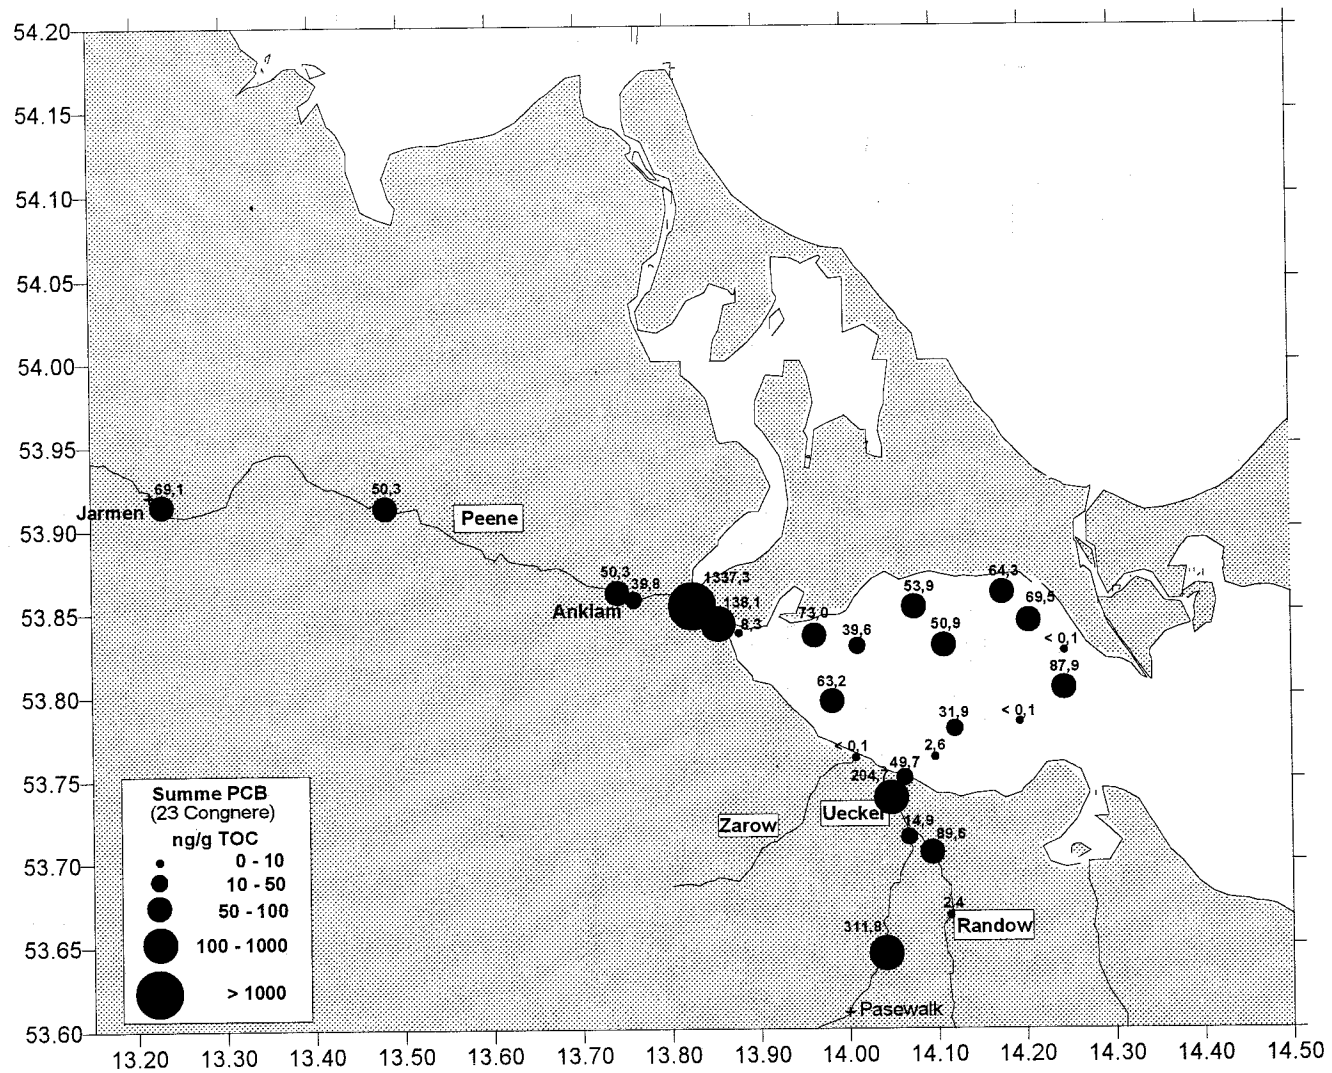 54.20
54.15
54.10
54.05
54.00
53.95
53.90
53.85
53.80
53.75
53.70
53.65
53.60
69,1
Jarmen
50,3
Peene
50,3
39,8
Anklam
1337,3
138,1
8,3
73,0
39,6
53,9
50,9
64,3
69,5
< 0,1
87,9
63,2
31,9
< 0,1
< 0,1
2,6
49,7
204,7
Uecker
Zarow
14,9
89,6
2,4
Randow
311,8
Pasewalk
Summe PCB
(23 Congnere)
ng/g TOC
0 - 10
10 - 50
50 - 100
100 - 1000
> 1000
13.20 13.30 13.40 13.50 13.60 13.70 13.80 13.90 14.00 14.10 14.20 14.30 14.40 14.50